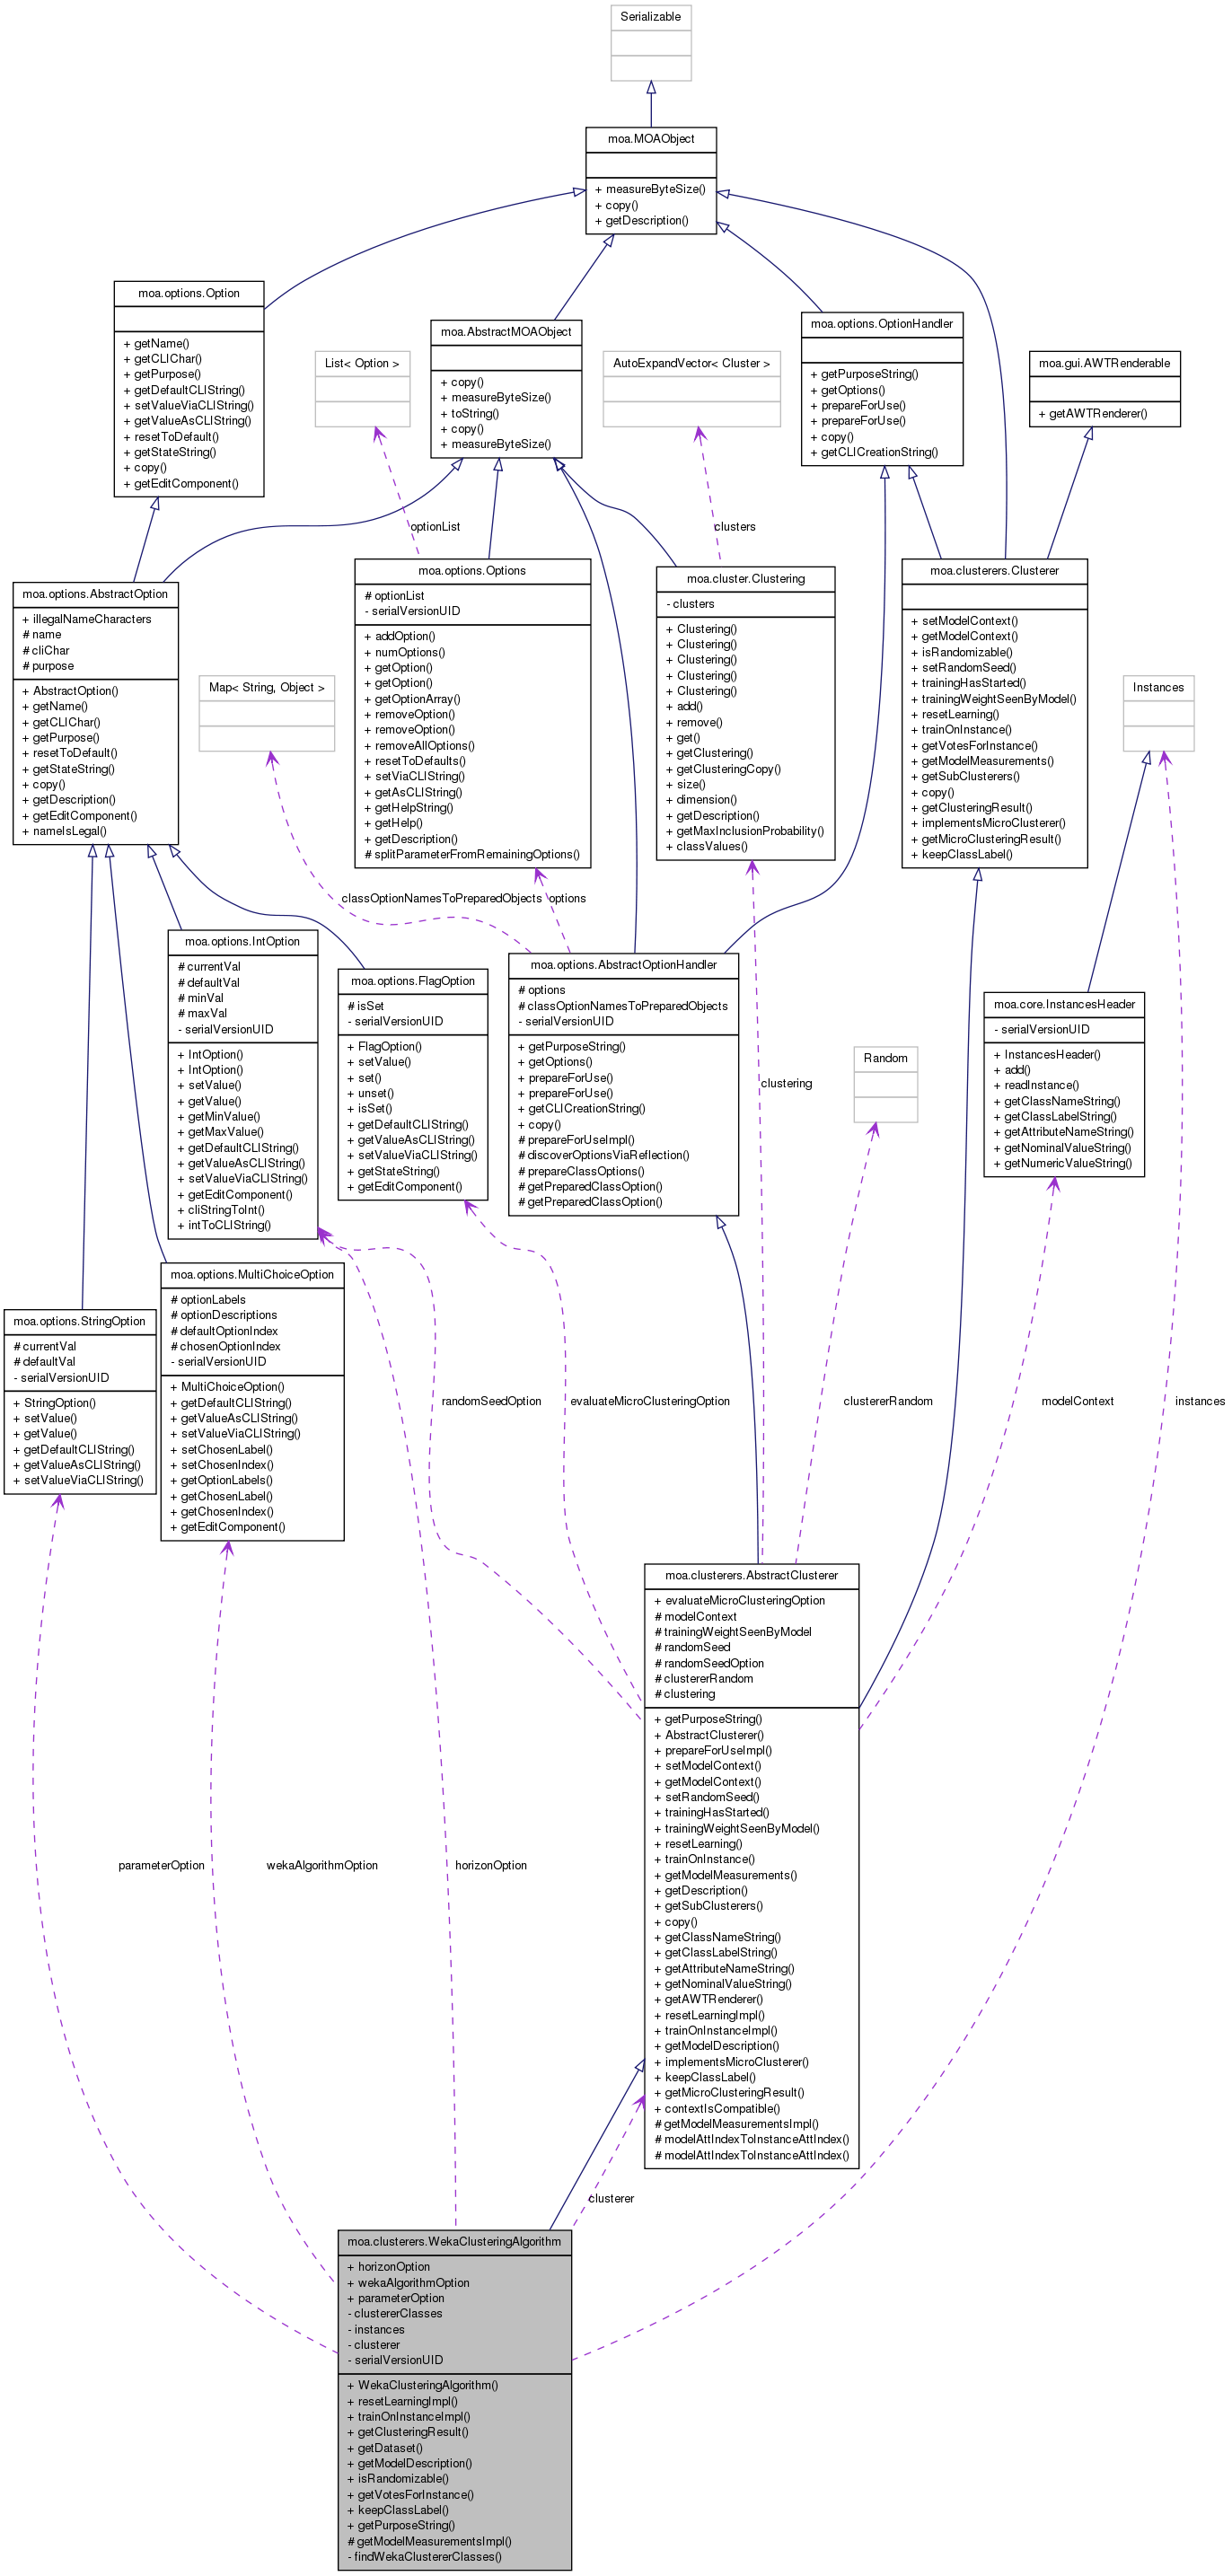 Serializable
moa.MOAObject
+ measureByteSize()
+ copy()
+ getDescription()
moa.options.Option
+ getName()
+ getCLIChar()
+ getPurpose()
+ getDefaultCLIString()
+ setValueViaCLIString()
+ getValueAsCLIString()
+ resetToDefault()
+ getStateString()
+ copy()
+ getEditComponent()
List< Option >
moa.AbstractMOAObject
+ copy()
+ measureByteSize()
+ toString()
+ copy()
+ measureByteSize()
AutoExpandVector< Cluster >
moa.options.OptionHandler
+ getPurposeString()
+ getOptions()
+ prepareForUse()
+ prepareForUse()
+ copy()
+ getCLICreationString()
moa.gui.AWTRenderable
+ getAWTRenderer()
optionList
clusters
moa.options.AbstractOption
+ illegalNameCharacters
# name
# cliChar
# purpose
+ AbstractOption()
+ getName()
+ getCLIChar()
+ getPurpose()
+ resetToDefault()
+ getStateString()
+ copy()
+ getDescription()
+ getEditComponent()
+ nameIsLegal()
Map< String, Object >
moa.options.Options
# optionList
- serialVersionUID
+ addOption()
+ numOptions()
+ getOption()
+ getOption()
+ getOptionArray()
+ removeOption()
+ removeOption()
+ removeAllOptions()
+ resetToDefaults()
+ setViaCLIString()
+ getAsCLIString()
+ getHelpString()
+ getHelp()
+ getDescription()
# splitParameterFromRemainingOptions()
moa.cluster.Clustering
- clusters
+ Clustering()
+ Clustering()
+ Clustering()
+ Clustering()
+ Clustering()
+ add()
+ remove()
+ get()
+ getClustering()
+ getClusteringCopy()
+ size()
+ dimension()
+ getDescription()
+ getMaxInclusionProbability()
+ classValues()
moa.clusterers.Clusterer
+ setModelContext()
+ getModelContext()
+ isRandomizable()
+ setRandomSeed()
+ trainingHasStarted()
+ trainingWeightSeenByModel()
+ resetLearning()
+ trainOnInstance()
+ getVotesForInstance()
+ getModelMeasurements()
+ getSubClusterers()
+ copy()
+ getClusteringResult()
+ implementsMicroClusterer()
+ getMicroClusteringResult()
+ keepClassLabel()
Instances
classOptionNamesToPreparedObjects
options
moa.options.IntOption
# currentVal
# defaultVal
# minVal
# maxVal
- serialVersionUID
+ IntOption()
+ IntOption()
+ setValue()
+ getValue()
+ getMinValue()
+ getMaxValue()
+ getDefaultCLIString()
+ getValueAsCLIString()
+ setValueViaCLIString()
+ getEditComponent()
+ cliStringToInt()
+ intToCLIString()
moa.options.FlagOption
# isSet
- serialVersionUID
+ FlagOption()
+ setValue()
+ set()
+ unset()
+ isSet()
+ getDefaultCLIString()
+ getValueAsCLIString()
+ setValueViaCLIString()
+ getStateString()
+ getEditComponent()
moa.options.AbstractOptionHandler
# options
# classOptionNamesToPreparedObjects
- serialVersionUID
+ getPurposeString()
+ getOptions()
+ prepareForUse()
+ prepareForUse()
+ getCLICreationString()
+ copy()
# prepareForUseImpl()
# discoverOptionsViaReflection()
# prepareClassOptions()
# getPreparedClassOption()
# getPreparedClassOption()
clustering
Random
moa.core.InstancesHeader
- serialVersionUID
+ InstancesHeader()
+ add()
+ readInstance()
+ getClassNameString()
+ getClassLabelString()
+ getAttributeNameString()
+ getNominalValueString()
+ getNumericValueString()
moa.options.StringOption
# currentVal
# defaultVal
- serialVersionUID
+ StringOption()
+ setValue()
+ getValue()
+ getDefaultCLIString()
+ getValueAsCLIString()
+ setValueViaCLIString()
moa.options.MultiChoiceOption
# optionLabels
# optionDescriptions
# defaultOptionIndex
# chosenOptionIndex
- serialVersionUID
+ MultiChoiceOption()
+ getDefaultCLIString()
+ getValueAsCLIString()
+ setValueViaCLIString()
+ setChosenLabel()
+ setChosenIndex()
+ getOptionLabels()
+ getChosenLabel()
+ getChosenIndex()
+ getEditComponent()
randomSeedOption
evaluateMicroClusteringOption
clustererRandom
modelContext
instances
moa.clusterers.AbstractClusterer
+ evaluateMicroClusteringOption
# modelContext
# trainingWeightSeenByModel
# randomSeed
# randomSeedOption
# clustererRandom
# clustering
+ getPurposeString()
+ AbstractClusterer()
+ prepareForUseImpl()
+ setModelContext()
+ getModelContext()
+ setRandomSeed()
+ trainingHasStarted()
+ trainingWeightSeenByModel()
+ resetLearning()
+ trainOnInstance()
+ getModelMeasurements()
+ getDescription()
+ getSubClusterers()
+ copy()
+ getClassNameString()
+ getClassLabelString()
+ getAttributeNameString()
+ getNominalValueString()
+ getAWTRenderer()
+ resetLearningImpl()
+ trainOnInstanceImpl()
+ getModelDescription()
+ implementsMicroClusterer()
+ keepClassLabel()
+ getMicroClusteringResult()
+ contextIsCompatible()
# getModelMeasurementsImpl()
# modelAttIndexToInstanceAttIndex()
# modelAttIndexToInstanceAttIndex()
parameterOption
wekaAlgorithmOption
horizonOption
clusterer
moa.clusterers.WekaClusteringAlgorithm
+ horizonOption
+ wekaAlgorithmOption
+ parameterOption
- clustererClasses
- instances
- clusterer
- serialVersionUID
+ WekaClusteringAlgorithm()
+ resetLearningImpl()
+ trainOnInstanceImpl()
+ getClusteringResult()
+ getDataset()
+ getModelDescription()
+ isRandomizable()
+ getVotesForInstance()
+ keepClassLabel()
+ getPurposeString()
# getModelMeasurementsImpl()
- findWekaClustererClasses()